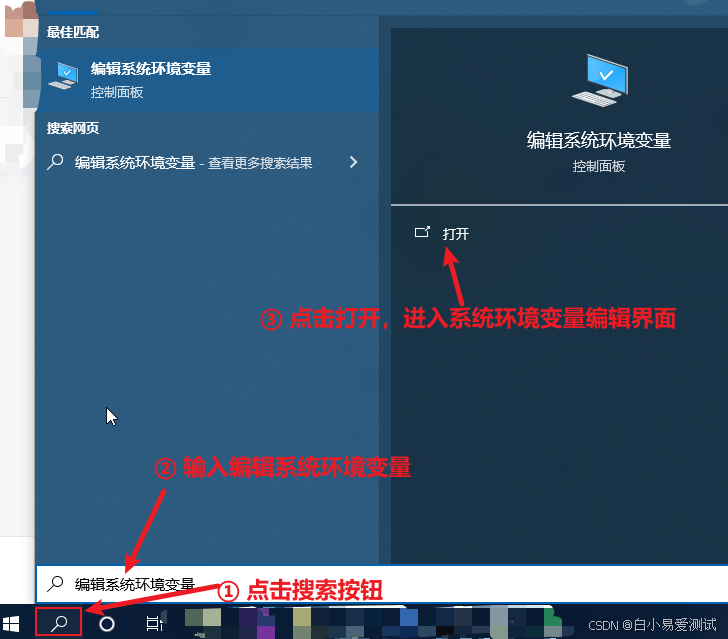 最佳匹配
编辑系统环境变量
控制面板
搜索网页
编辑系统环境变量 - 查看更多搜索结果
编辑系统环境变量
控制面板
打开
③ 点击打开，进入系统环境变量编辑界面
② 输入编辑系统环境变量
编辑系统环境变量
① 点击搜索按钮
CSDN @白小易爱测试